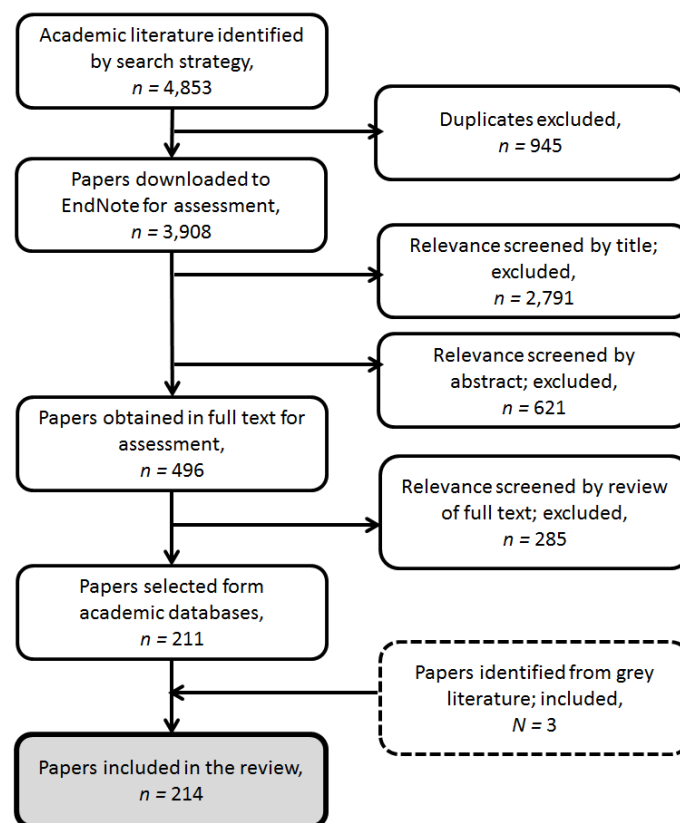 Academic literature identified
by search strategy,
n = 4,853
Duplicates excluded,
n = 945
Papers downloaded to
EndNote for assessment,
n = 3,908
Relevance screened by title;
excluded,
n = 2,791
Relevance screened by
abstract; excluded,
n = 621
Papers obtained in full text for
assessment,
n = 496
Relevance screened by review
of full text; excluded,
n = 285
Papers selected form
academic databases,
n = 211
Papers identified from grey
literature; included,
N = 3
Papers included in the review,
n = 214